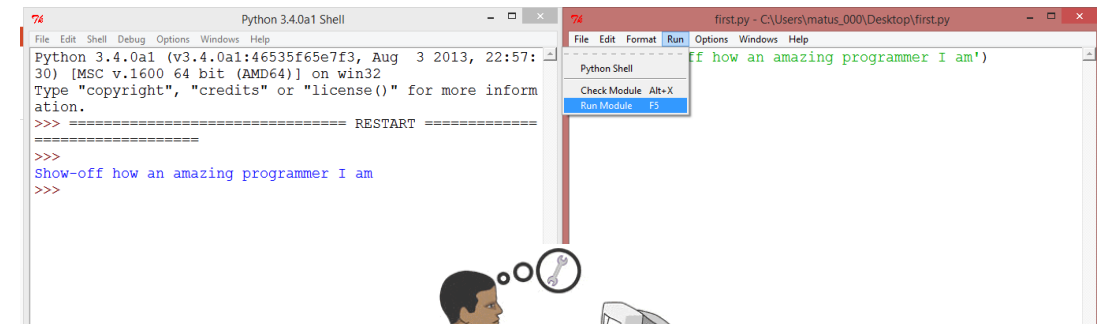 Python 3.4.0a1 Shell
File Edit Shell Debug Options Windows Help
Python 3.4.0a1 (v3.4.0a1:46535f65e7f3, Aug  3 2013, 22:57:
30) [MSC v.1600 64 bit (AMD64)] on win32
Type "copyright", "credits" or "license()" for more inform
ation.
>>> ================================ RESTART =============
===================
>>>
Show-off how an amazing programmer I am
>>>
first.py - C:\Users\matus_000\Desktop\first.py
File Edit Format Run Options Windows Help
ff how an amazing programmer I am')
Python Shell
Check Module Alt+X
Run Module F5